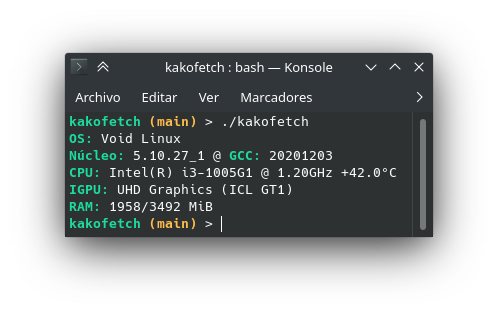 kakofetch : bash — Konsole
Archivo Editar Ver Marcadores
kakofetch (main) > ./kakofetch
OS: Void Linux
Núcleo: 5.10.27_1 @ GCC: 20201203
CPU: Intel(R) i3-1005G1 @ 1.20GHz +42.0°C
IGPU: UHD Graphics (ICL GT1)
RAM: 1958/3492 MiB
kakofetch (main) >